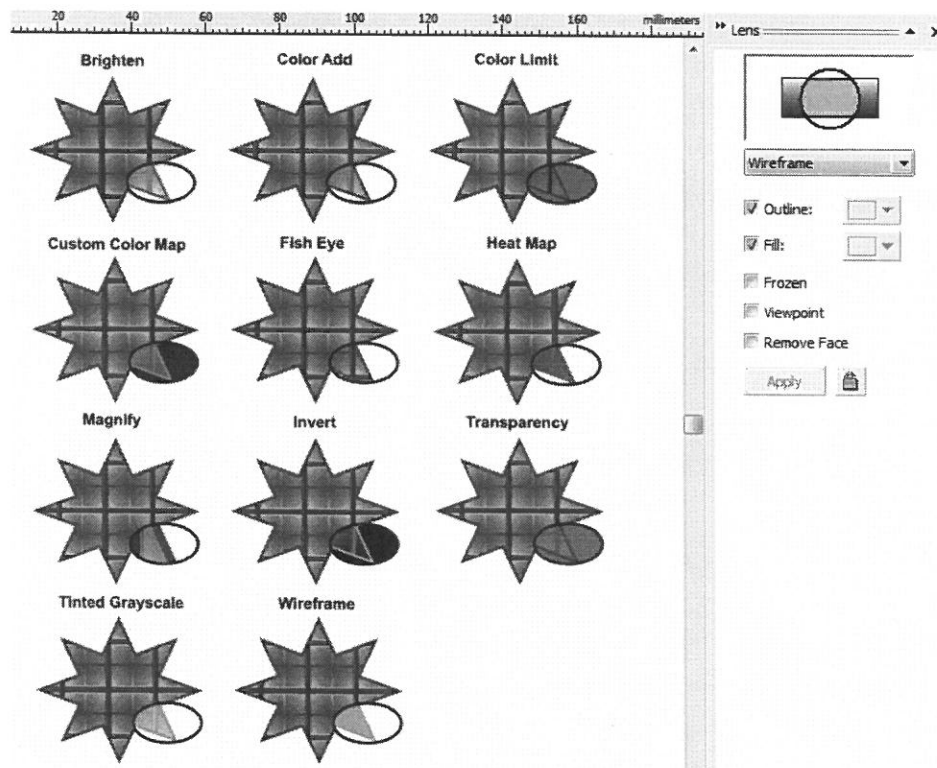 20 40 60 80 100 120 140 160 millimeters
Brighten Color Add Color Limit
Custom Color Map Fish Eye Heat Map
Magnify Invert Transparency
Tinted Grayscale Wireframe
Lens
Wireframe
Outline:
Fill:
Frozen
Viewpoint
Remove Face
Apply